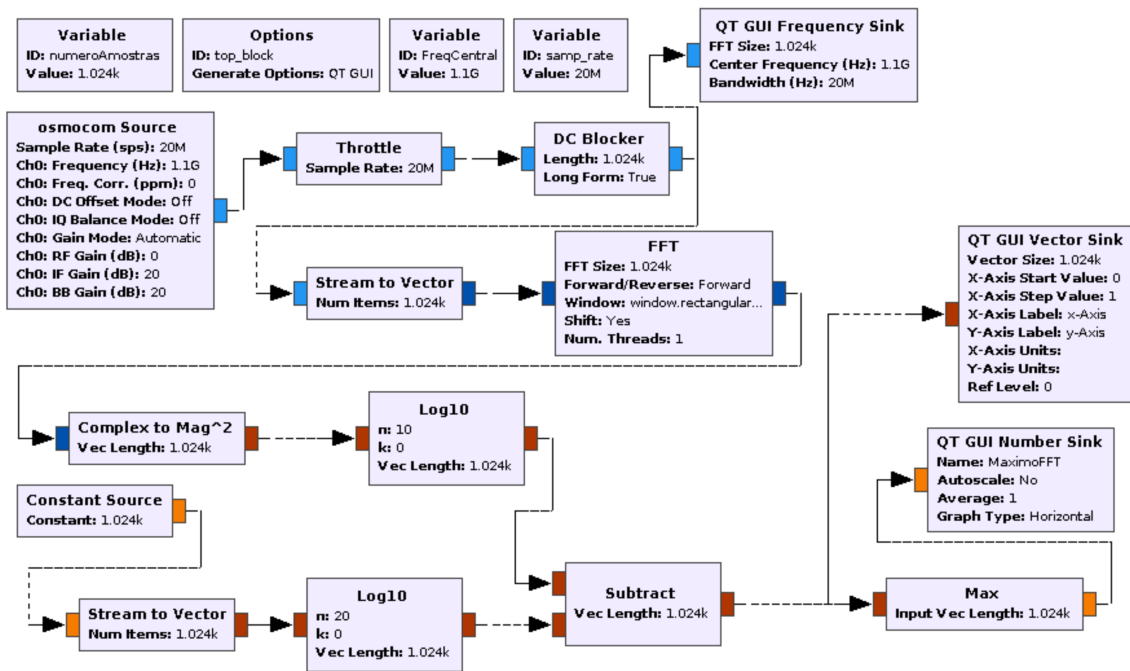 Variable
ID: numeroAmostras
Value: 1.024k
Options
ID: top_block
Generate Options: QT GUI
Variable
ID: FreqCentral
Value: 1.1G
Variable
ID: samp_rate
Value: 20M
QT GUI Frequency Sink
FFT Size: 1.024k
Center Frequency (Hz): 1.1G
Bandwidth (Hz): 20M
osmocom Source
Sample Rate (sps): 20M
Ch0: Frequency (Hz): 1.1G
Ch0: Freq. Corr. (ppm): 0
Ch0: DC Offset Mode: Off
Ch0: IQ Balance Mode: Off
Ch0: Gain Mode: Automatic
Ch0: RF Gain (dB): 0
Ch0: IF Gain (dB): 20
Ch0: BB Gain (dB): 20
Throttle
Sample Rate: 20M
DC Blocker
Length: 1.024k
Long Form: True
Stream to Vector
Num Items: 1.024k
FFT
FFT Size: 1.024k
Forward/Reverse: Forward
Window: window.rectangular...
Shift: Yes
Num. Threads: 1
QT GUI Vector Sink
Vector Size: 1.024k
X-Axis Start Value: 0
X-Axis Step Value: 1
X-Axis Label: x-Axis
Y-Axis Label: y-Axis
X-Axis Units:
Y-Axis Units:
Ref Level: 0
Complex to Mag^2
Vec Length: 1.024k
Log10
n: 10
k: 0
Vec Length: 1.024k
QT GUI Number Sink
Name: MaximoFFT
Autoscale: No
Average: 1
Graph Type: Horizontal
Constant Source
Constant: 1.024k
Stream to Vector
Num Items: 1.024k
Log10
n: 20
k: 0
Vec Length: 1.024k
Subtract
Vec Length: 1.024k
Max
Input Vec Length: 1.024k